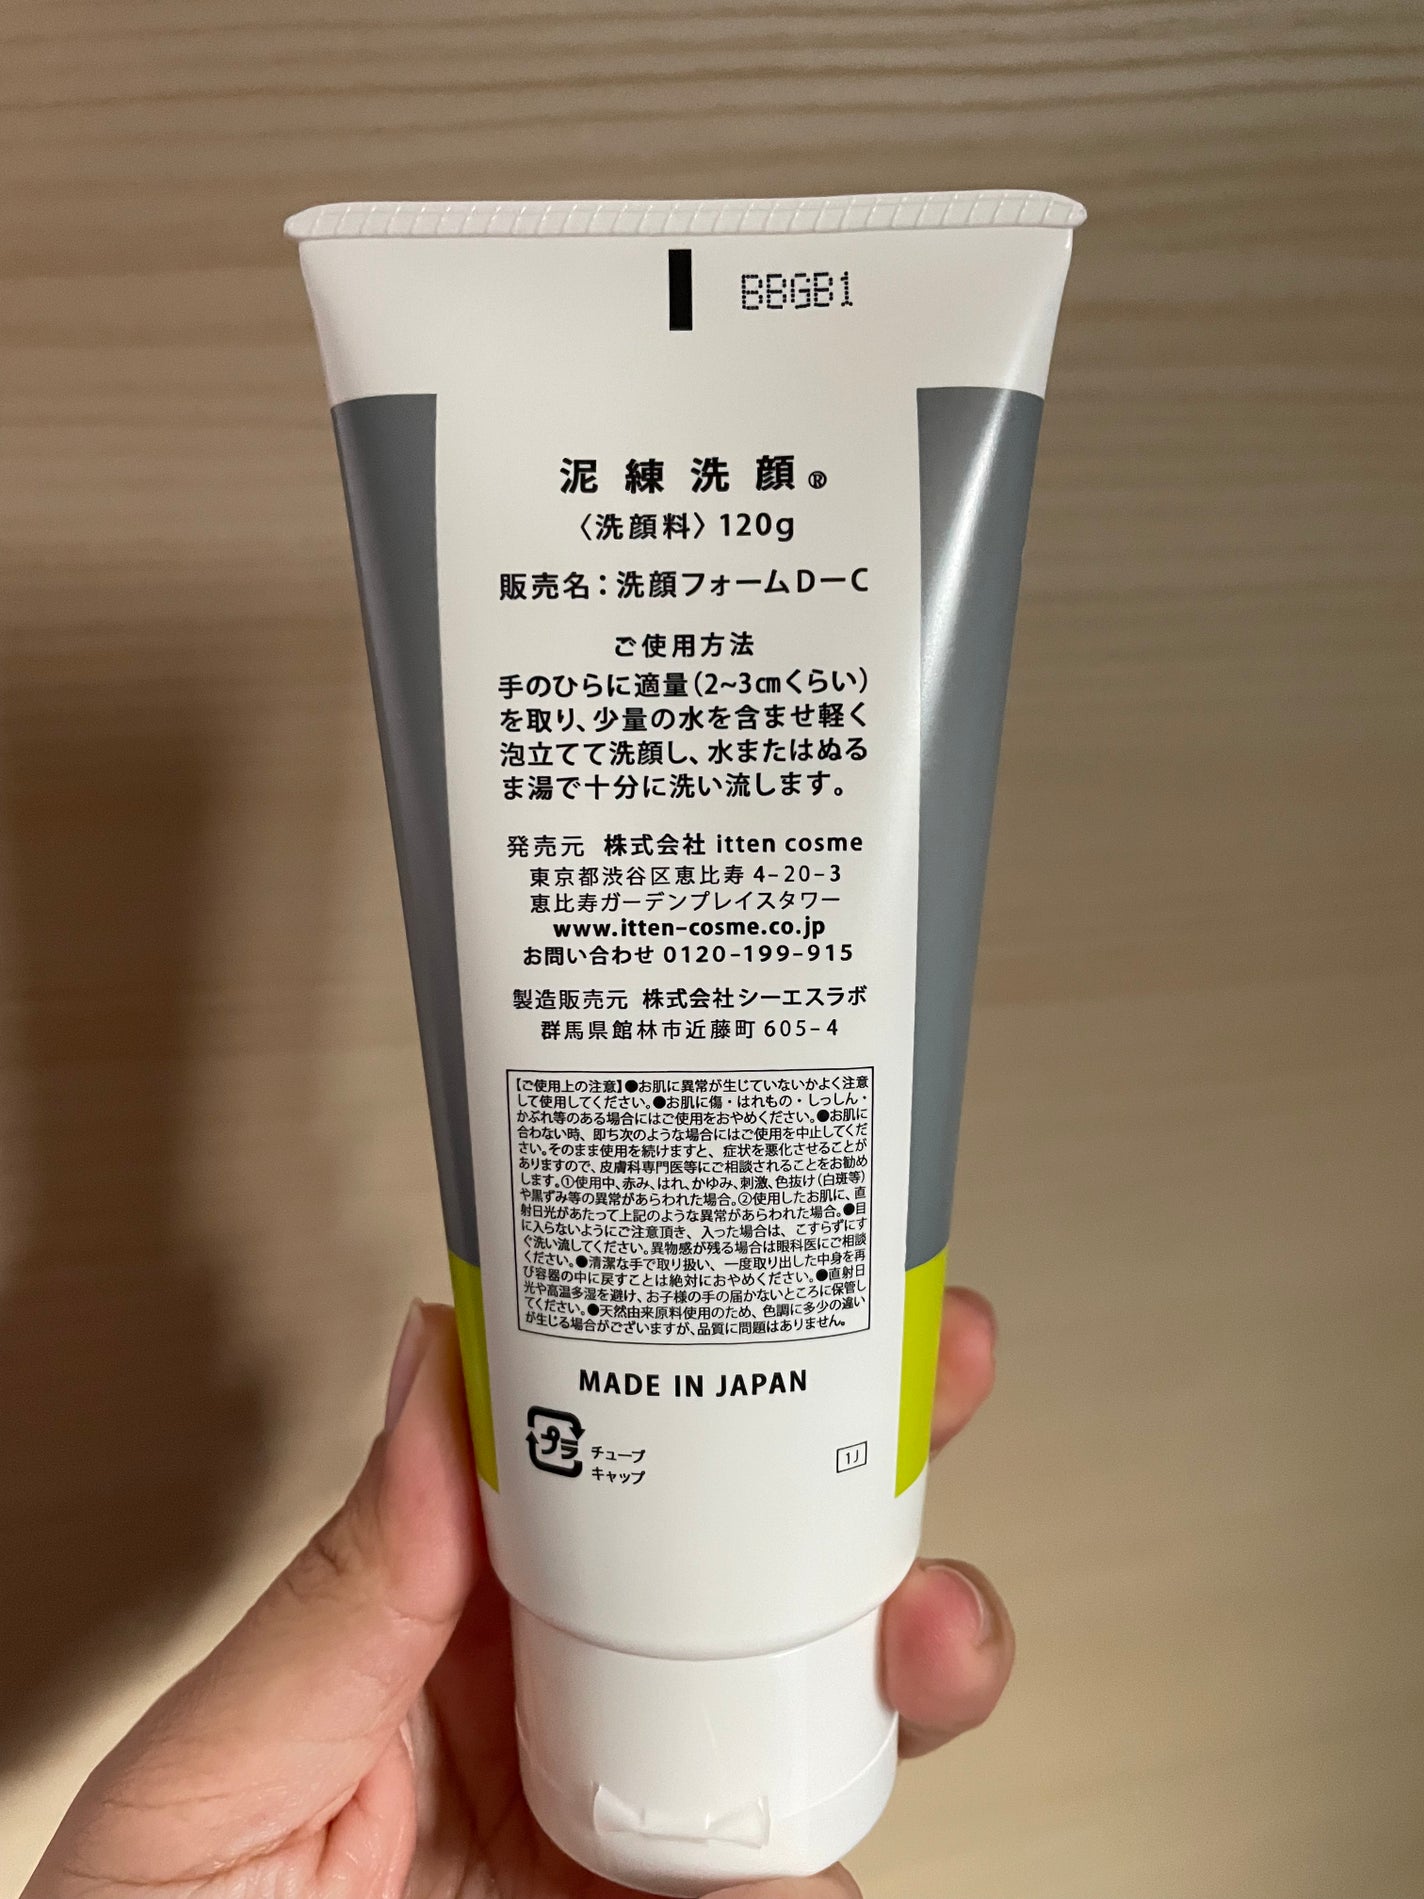 BBGB1
泥練洗顔®
〈洗顔料〉120g
販売名：洗顔フォームDーC
ご使用方法
手のひらに適量（2~3㎝くらい）
を取り、少量の水を含ませ軽く
泡立てて洗顔し、水またはぬる
ま湯で十分に洗い流します。
発売元 株式会社 itten cosme
東京都渋谷区恵比寿 4-20-3
恵比寿ガーデンプレイスタワー
www.itten-cosme.co.jp
お問い合わせ 0120-199-915
製造販売元 株式会社シーエスラボ
群馬県館林市近藤町 605-4
【ご使用上の注意】●お肌に異常が生じていないかよく注意
して使用してください。●お肌に傷・はれもの・しっしん・
かぶれ等のある場合にはご使用をおやめください。●お肌に
合わない時、即ち次のような場合にはご使用を中止してくだ
さい。そのまま使用を続けますと、症状を悪化させることが
ありますので、皮膚科専門医等にご相談されることをお勧め
します。①使用中、赤み、はれ、かゆみ、刺激、色抜け（白斑等）
や黒ずみ等の異常があらわれた場合。②使用したお肌に、直
射日光があたって上記のような異常があらわれた場合。●目
に入らないようにご注意頂き、入った場合は、こすらずにす
ぐ洗い流してください。異物感が残る場合は眼科医にご相談
ください。●清潔な手で取り扱い、一度取り出した中身を再
び容器の中に戻すことは絶対におやめください。●直射日
光や高温多湿を避け、お子様の手の届かないところに保管し
てください。●天然由来原料使用のため、色調に多少の違い
が生じる場合がございますが、品質に問題はありません。
MADE IN JAPAN
プラ チューブ
キャップ
1J